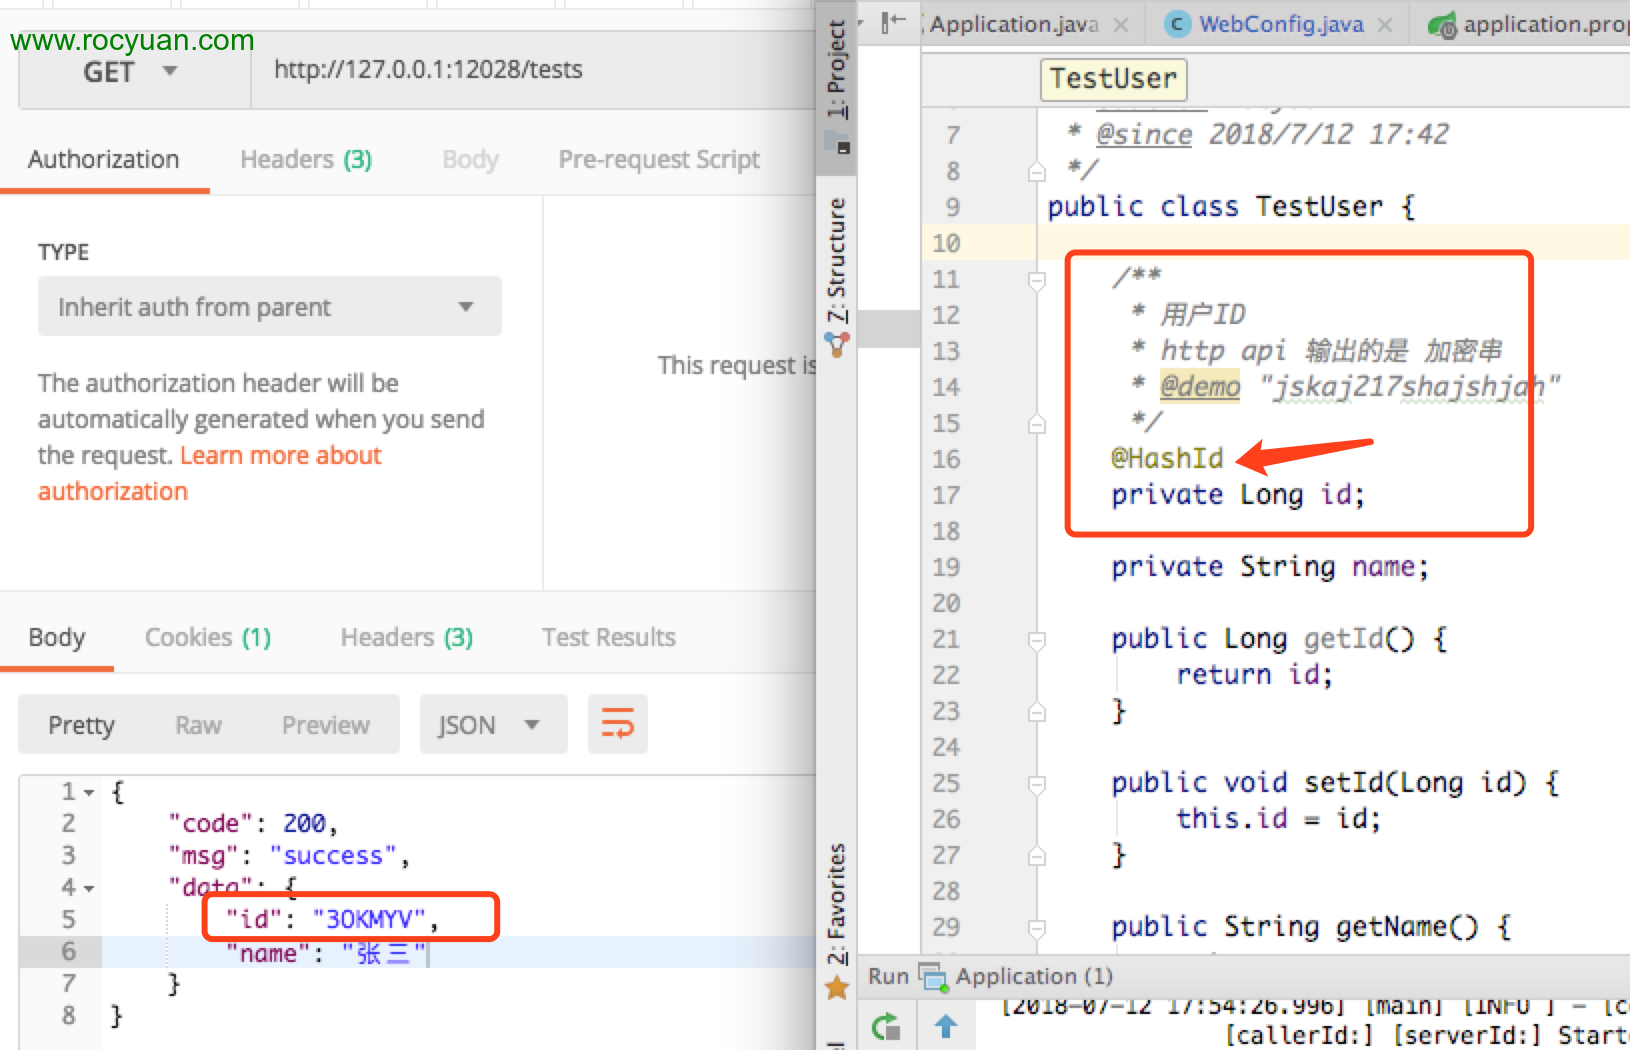 www.rocyuan.com
GET
http://127.0.0.1:12028/tests
Authorization
Headers (3)
Body
Pre-request Script
TYPE
Inherit auth from parent
The authorization header will be
automatically generated when you send
the request. Learn more about
authorization
This request is
Body
Cookies (1)
Headers (3)
Test Results
Pretty
Raw
Preview
JSON
1 {
2 "code": 200,
3 "msg": "success",
4 "data": {
5 "id": "3OKMYV",
6 "name": "张三"
7 }
8 }
1: Project
7: Structure
2: Favorites
Application.java
C WebConfig.java
application.prop
TestUser
7 * @since 2018/7/12 17:42
8 */
9 public class TestUser {
10
11 /**
12 * 用户ID
13 * http api 输出的是 加密串
14 * @demo "jskaj217shajshjah"
15 */
16 @HashId
17 private Long id;
18
19 private String name;
20
21 public Long getId() {
22 return id;
23 }
24
25 public void setId(Long id) {
26 this.id = id;
27 }
28
29 public String getName() {
Run Application (1)
[2018-07-12 17:54:26.996] [main] [INFO ] - [c
[callerId:] [serverId:] Start